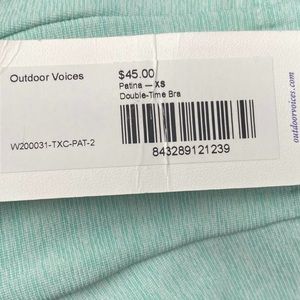 Outdoor Voices
$45.00
Patina — XS
Double-Time Bra
W200031-TXC-PAT-2
843289121239
outdoorvoices.com